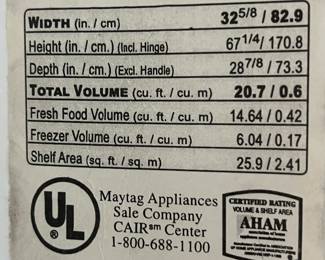 WIDTH (in. / cm) 32 5/8 / 82.9
Height (in. / cm.) (Incl. Hinge) 67 1/4 / 170.8
Depth (in. / cm.) (Excl. Handle) 28 7/8 / 73.3
TOTAL VOLUME (cu. ft. / cu. m) 20.7 / 0.6
Fresh Food Volume (cu. ft. / cu. m) 14.64 / 0.42
Freezer Volume (cu. ft. / cu. m) 6.04 / 0.17
Shelf Area (sq. ft. / sq. m) 25.9 / 2.41
UL
Maytag Appliances
Sale Company
CAIR℠ Center
1-800-688-1100
CERTIFIED RATING
VOLUME & SHELF AREA
AHAM